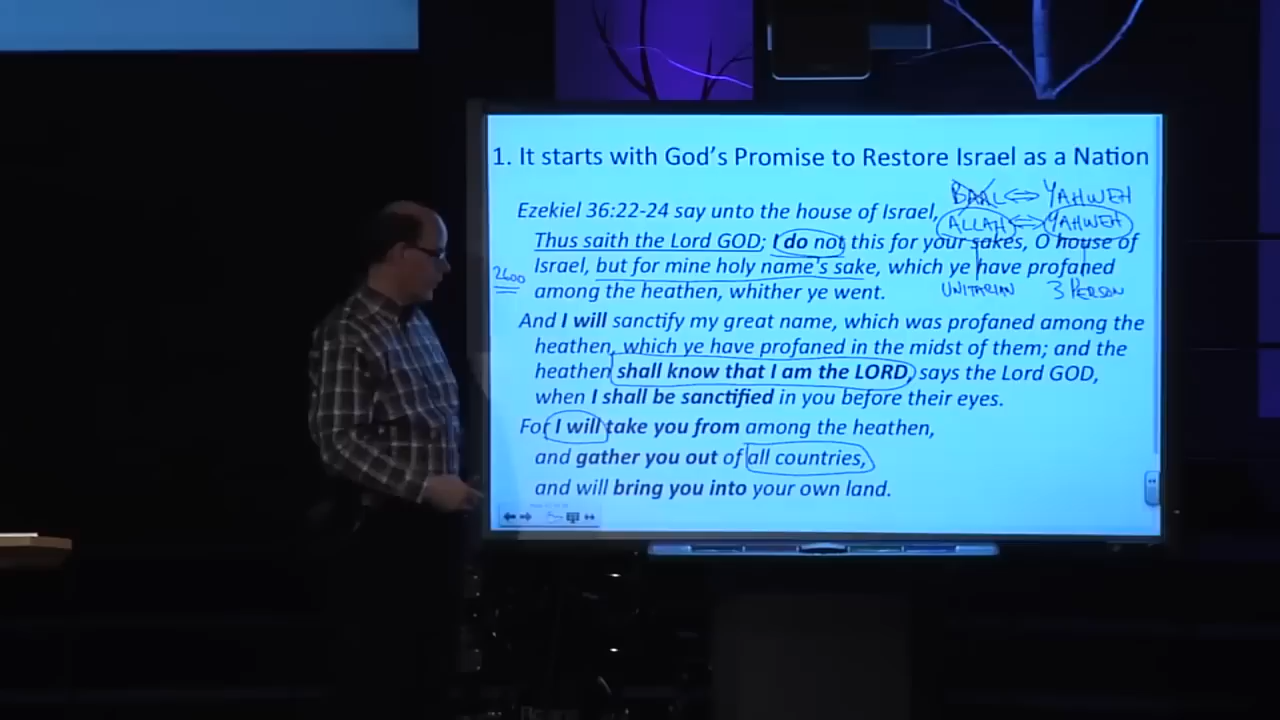 1. It starts with God's Promise to Restore Israel as a Nation
BAAL ⇔ YAHWEH
Ezekiel 36:22-24 say unto the house of Israel,
ALLAH ⇔ YAHWEH
Thus saith the Lord GOD; I do not this for your sakes, O house of
Israel, but for mine holy name's sake, which ye have profaned
2600
among the heathen, whither ye went.
UNITARIAN 3 PERSON
And I will sanctify my great name, which was profaned among the
heathen, which ye have profaned in the midst of them; and the
heathen shall know that I am the LORD, says the Lord GOD,
when I shall be sanctified in you before their eyes.
For I will take you from among the heathen,
and gather you out of all countries,
and will bring you into your own land.